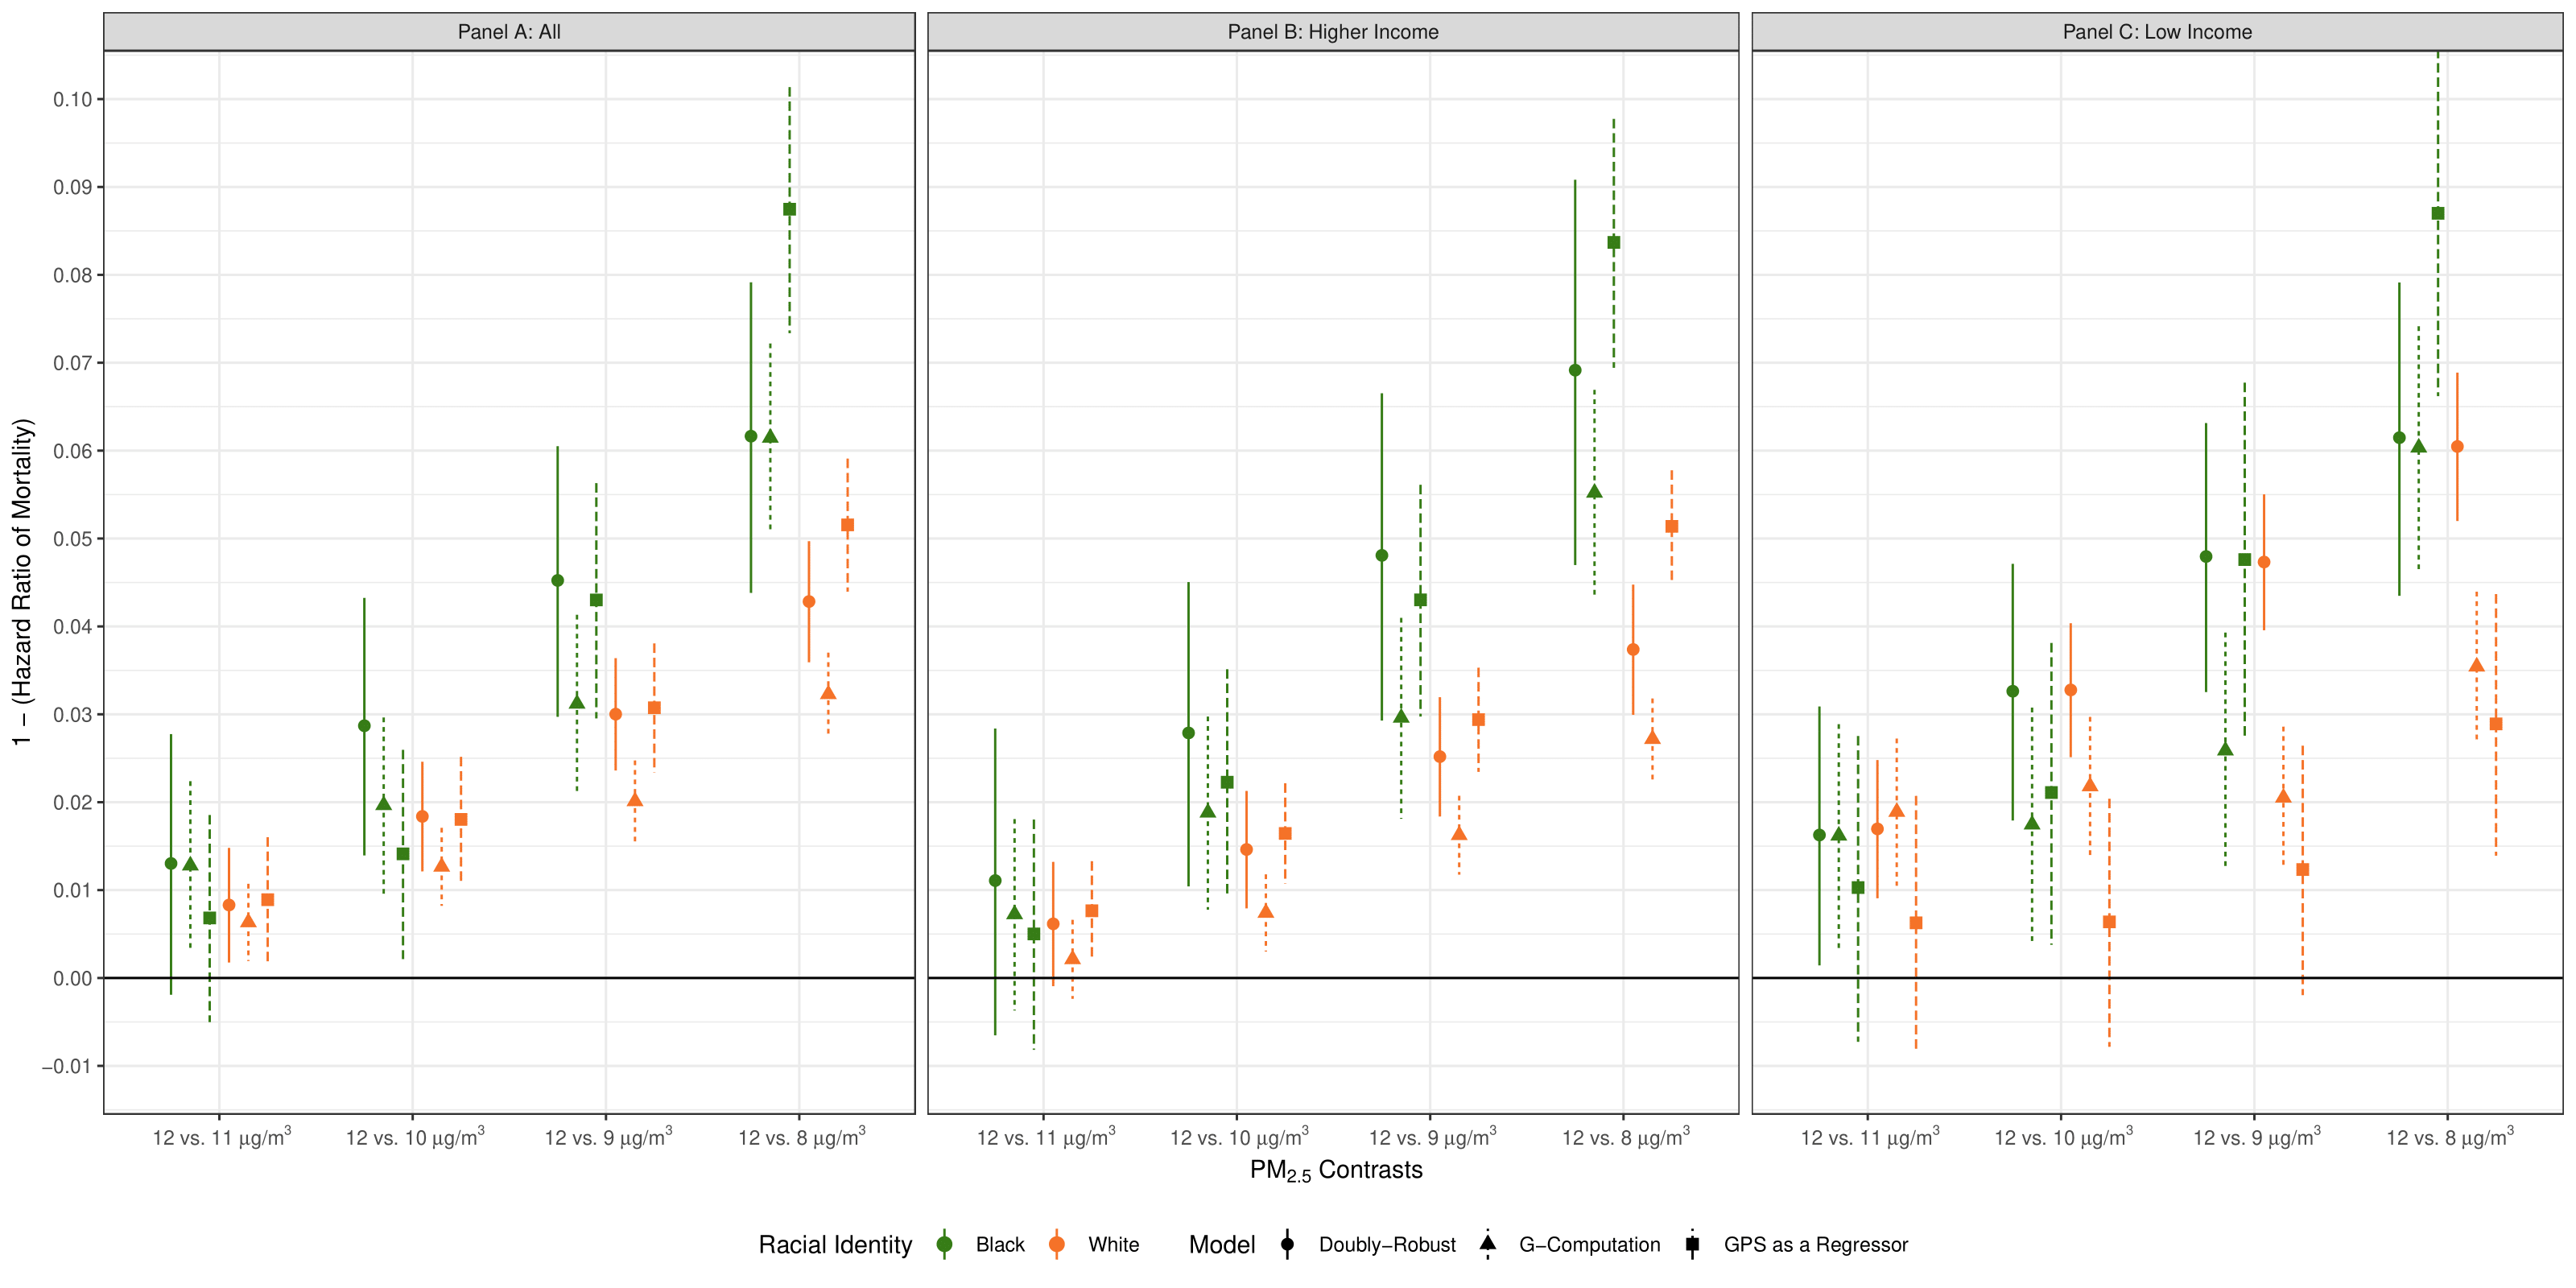 Panel A: All
Panel B: Higher Income
Panel C: Low Income
1 − (Hazard Ratio of Mortality)
0.10
0.09
0.08
0.07
0.06
0.05
0.04
0.03
0.02
0.01
0.00
−0.01
12 vs. 11 μg/m³ 12 vs. 10 μg/m³ 12 vs. 9 μg/m³ 12 vs. 8 μg/m³
12 vs. 11 μg/m³ 12 vs. 10 μg/m³ 12 vs. 9 μg/m³ 12 vs. 8 μg/m³
12 vs. 11 μg/m³ 12 vs. 10 μg/m³ 12 vs. 9 μg/m³ 12 vs. 8 μg/m³
PM₂.₅ Contrasts
Racial Identity Black White Model Doubly−Robust G−Computation GPS as a Regressor